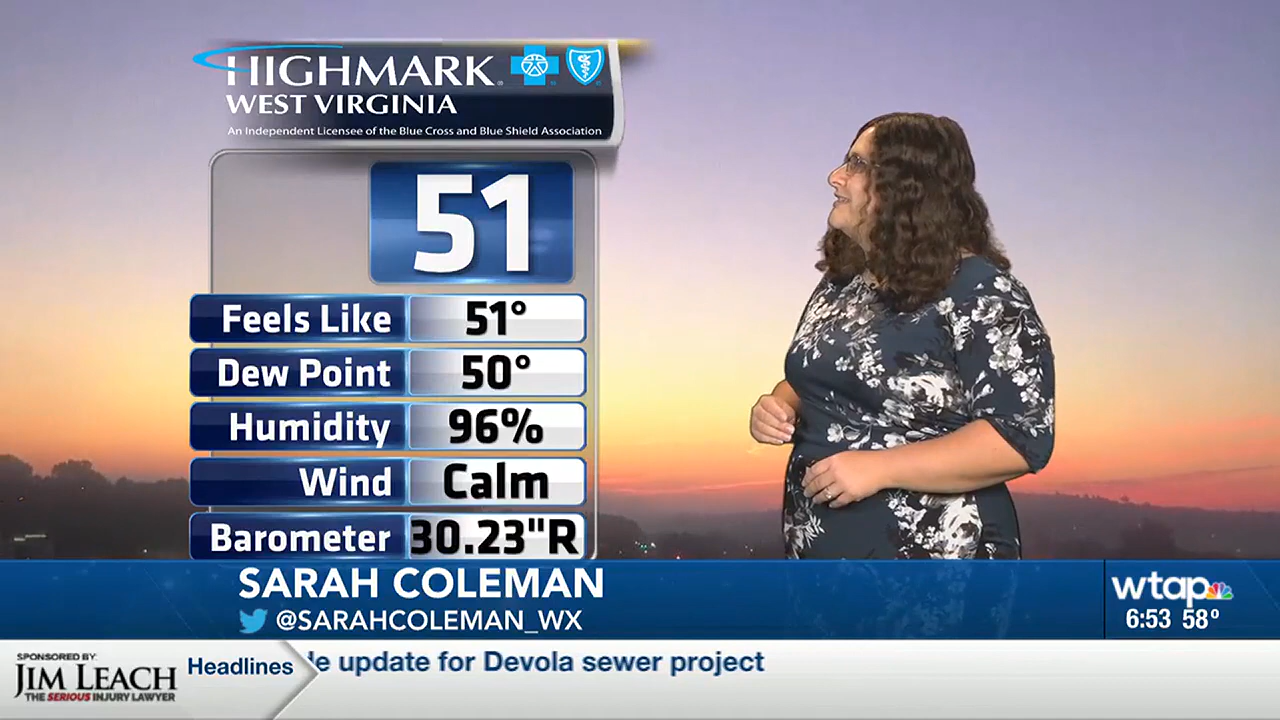 HIGHMARK®
WEST VIRGINIA
An Independent Licensee of the Blue Cross and Blue Shield Association
51
Feels Like 51°
Dew Point 50°
Humidity 96%
Wind Calm
Barometer 30.23"R
SARAH COLEMAN
@SARAHCOLEMAN_WX
wtap
6:53 58°
SPONSORED BY:
JIM LEACH
THE SERIOUS INJURY LAWYER
Headlines
le update for Devola sewer project